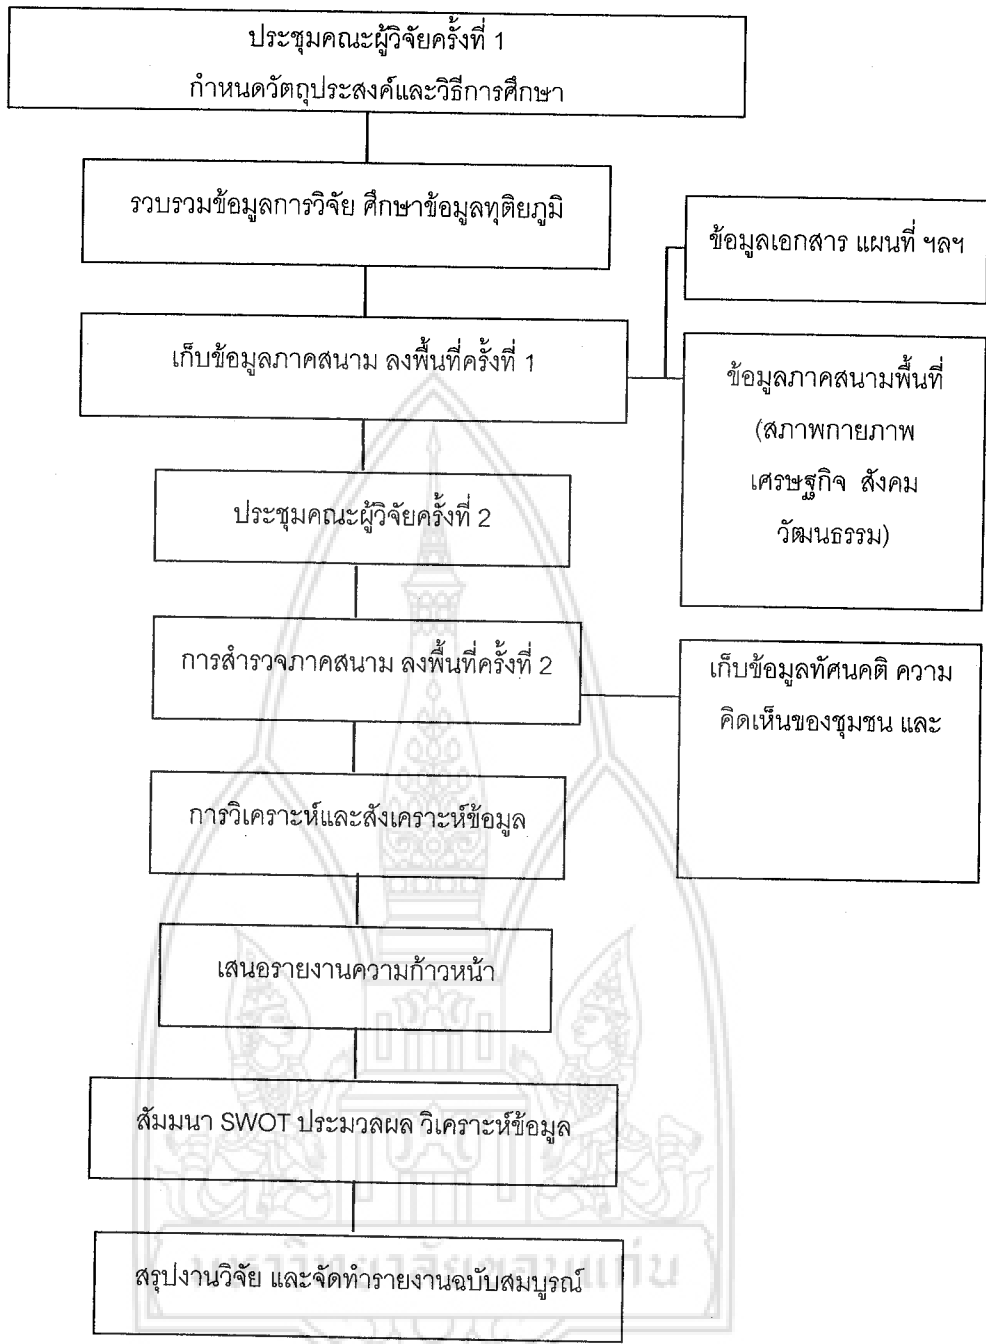 ประชุมคณะผู้วิจัยครั้งที่ 1
กำหนดวัตถุประสงค์และวิธีการศึกษา
รวบรวมข้อมูลการวิจัย ศึกษาข้อมูลทุติยภูมิ
ข้อมูลเอกสาร แผนที่ ฯลฯ
เก็บข้อมูลภาคสนาม ลงพื้นที่ครั้งที่ 1
ข้อมูลภาคสนามพื้นที่
(สภาพกายภาพ
เศรษฐกิจ สังคม
วัฒนธรรม)
ประชุมคณะผู้วิจัยครั้งที่ 2
การสำรวจภาคสนาม ลงพื้นที่ครั้งที่ 2
เก็บข้อมูลทัศนคติ ความ
คิดเห็นของชุมชน และ
การวิเคราะห์และสังเคราะห์ข้อมูล
เสนอรายงานความก้าวหน้า
สัมมนา SWOT ประมวลผล วิเคราะห์ข้อมูล
สรุปงานวิจัย และจัดทำรายงานฉบับสมบูรณ์
มหาวิทยาลัยขอนแก่น